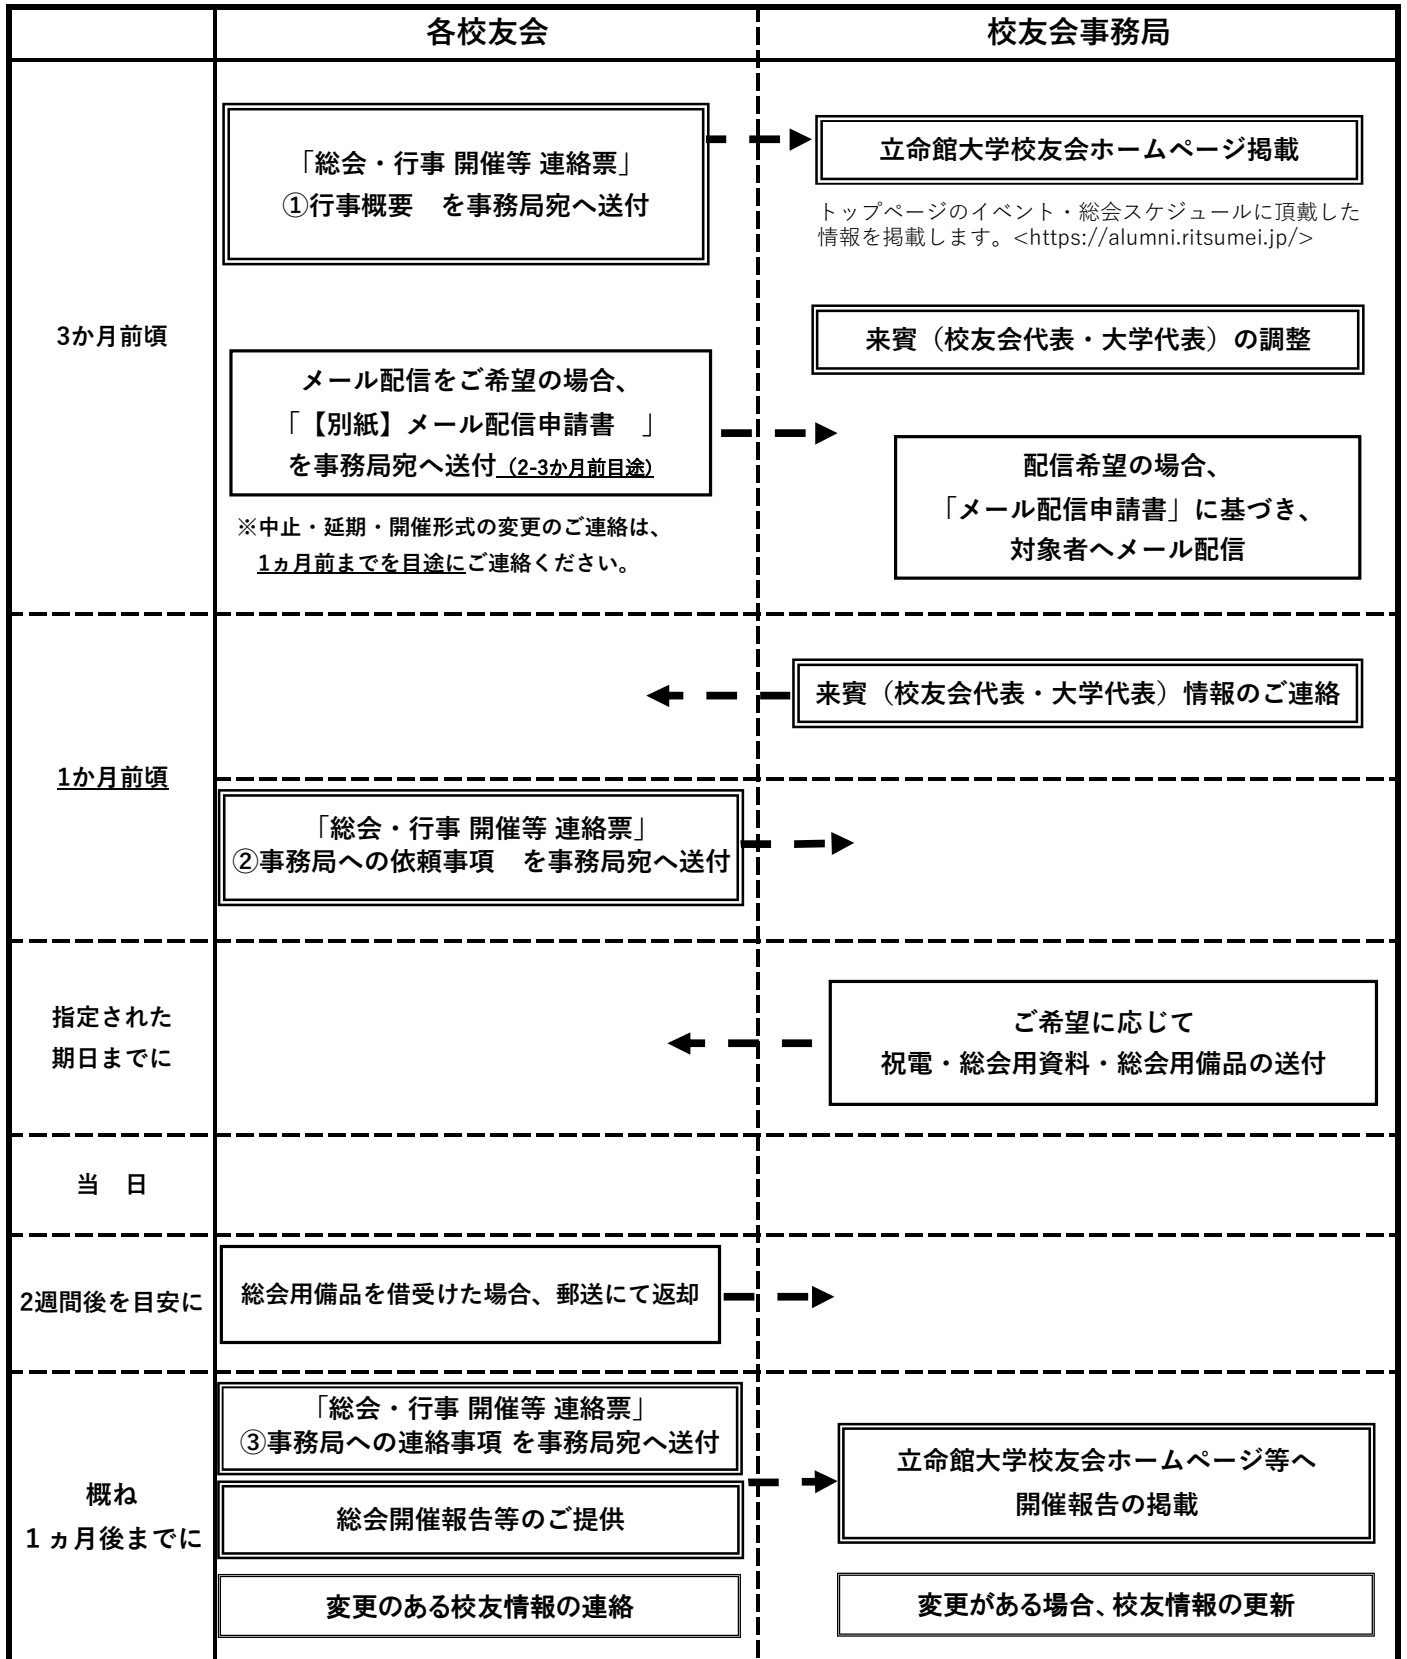 各校友会
校友会事務局
3か月前頃
「総会・行事 開催等 連絡票」
①行事概要　を事務局宛へ送付
立命館大学校友会ホームページ掲載
トップページのイベント・総会スケジュールに頂戴した
情報を掲載します。<https://alumni.ritsumei.jp/>
来賓（校友会代表・大学代表）の調整
メール配信をご希望の場合、
「【別紙】メール配信申請書　」
を事務局宛へ送付（2-3か月前目途）
※中止・延期・開催形式の変更のご連絡は、
1ヵ月前までを目途にご連絡ください。
配信希望の場合、
「メール配信申請書」に基づき、
対象者へメール配信
1か月前頃
来賓（校友会代表・大学代表）情報のご連絡
「総会・行事 開催等 連絡票」
②事務局への依頼事項　を事務局宛へ送付
指定された
期日までに
ご希望に応じて
祝電・総会用資料・総会用備品の送付
当　日
2週間後を目安に
総会用備品を借受けた場合、郵送にて返却
概ね
1ヵ月後までに
「総会・行事 開催等 連絡票」
③事務局への連絡事項 を事務局宛へ送付
総会開催報告等のご提供
変更のある校友情報の連絡
立命館大学校友会ホームページ等へ
開催報告の掲載
変更がある場合、校友情報の更新